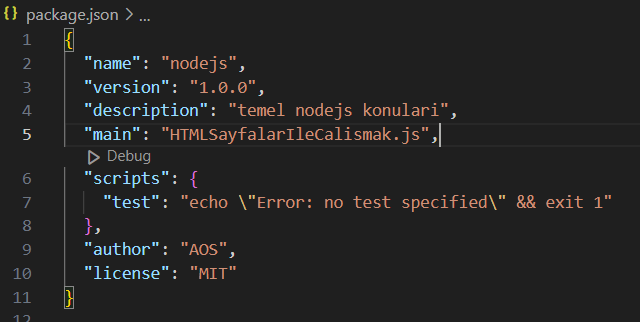 {} package.json > ...
1 {
2 "name": "nodejs",
3 "version": "1.0.0",
4 "description": "temel nodejs konulari",
5 "main": "HTMLSayfalarIleCalismak.js",
Debug
6 "scripts": {
7 "test": "echo \"Error: no test specified\" && exit 1"
8 },
9 "author": "AOS",
10 "license": "MIT"
11 }
12